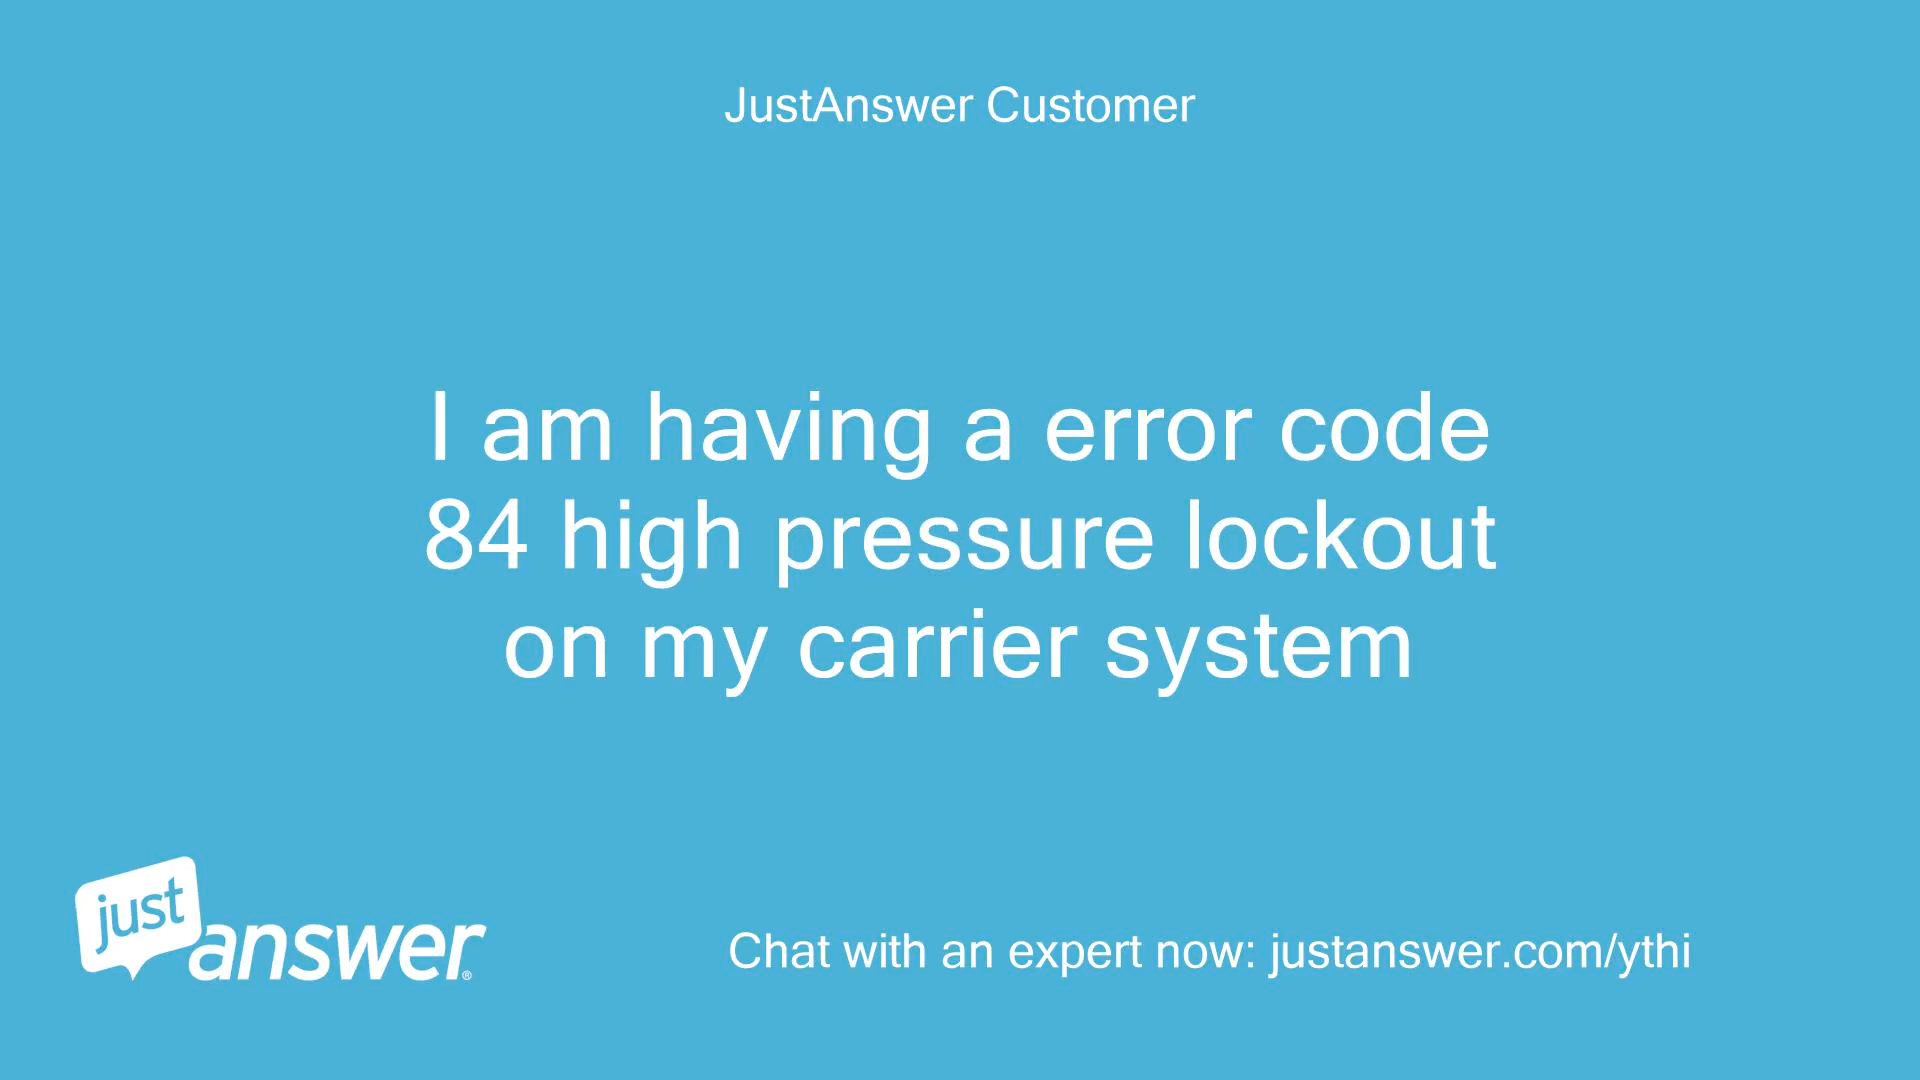 JustAnswer Customer
I am having a error code
84 high pressure lockout
on my carrier system
just
answer®
Chat with an expert now: justanswer.com/ythi